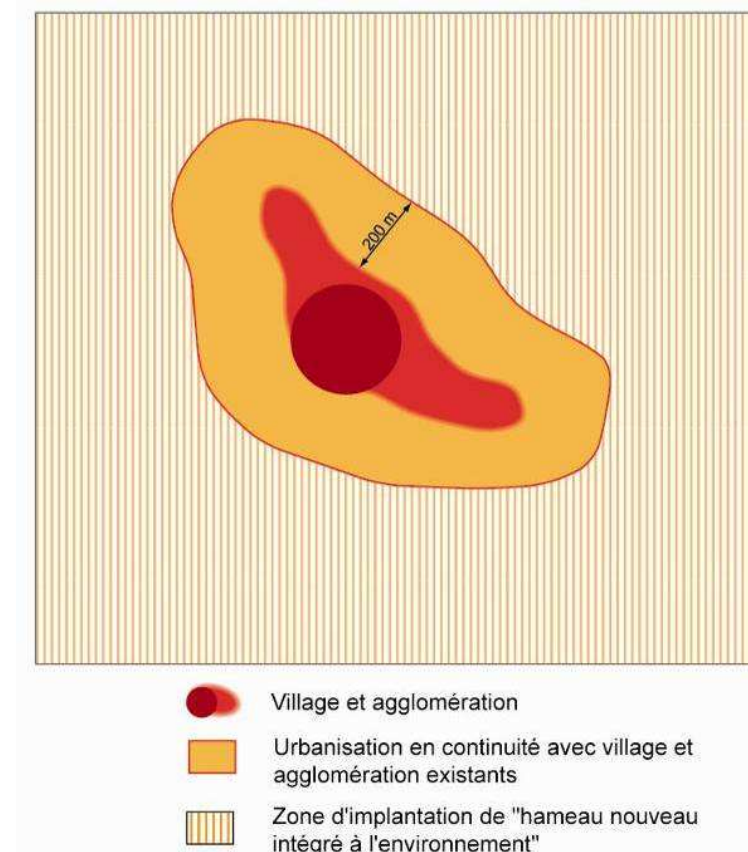 200 m
Village et agglomération
Urbanisation en continuité avec village et
agglomération existants
Zone d'implantation de "hameau nouveau
intégré à l'environnement"